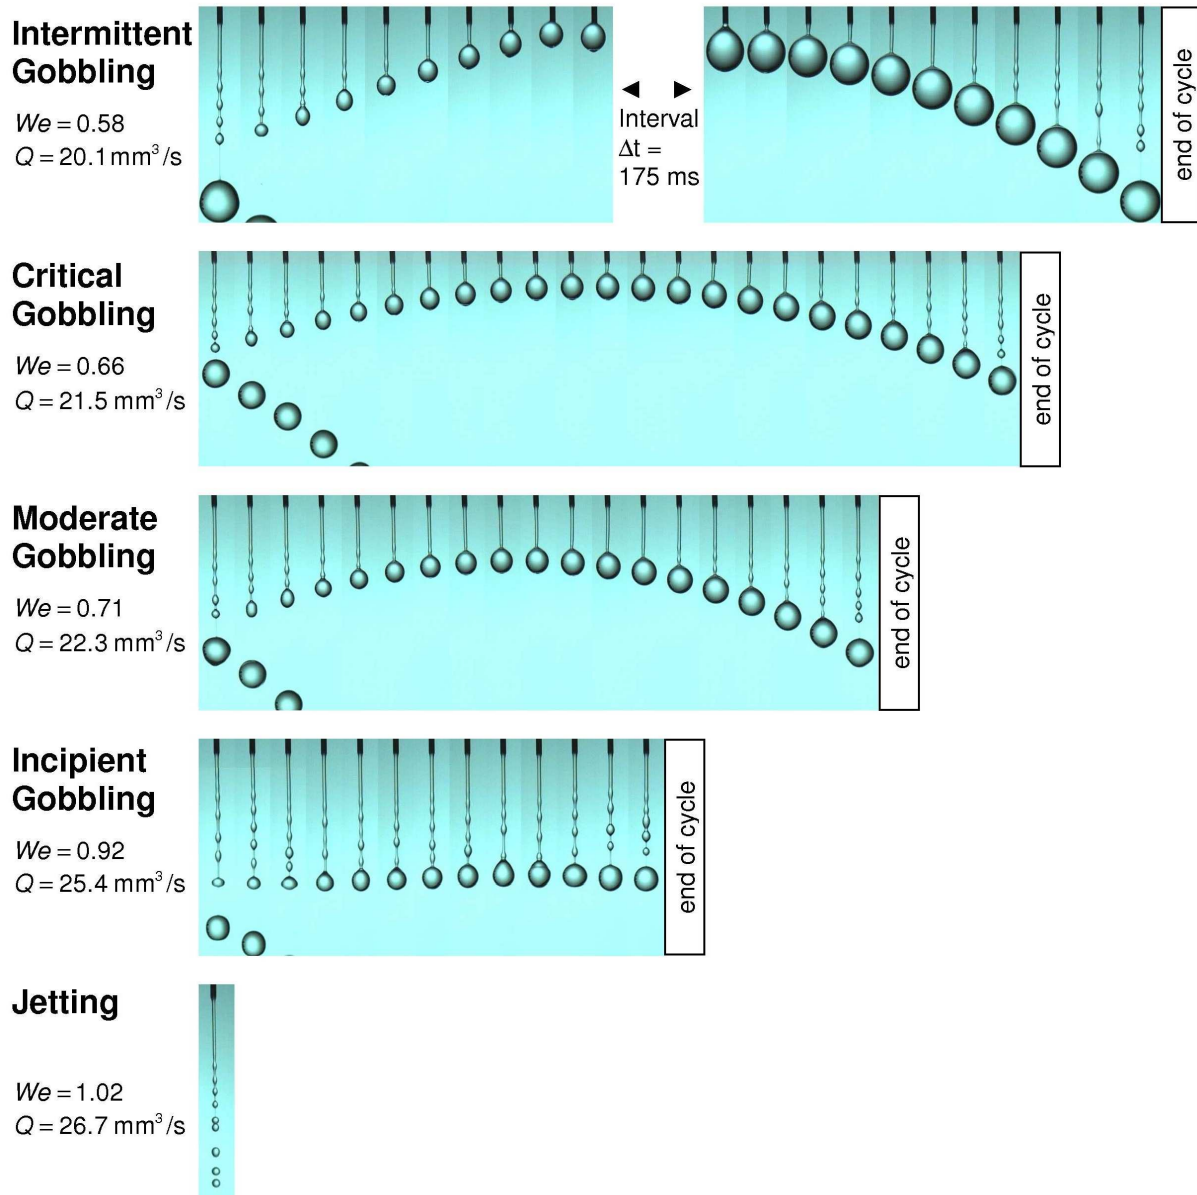 Intermittent
Gobbling
We = 0.58
Q = 20.1 mm³/s
Interval
Δt =
175 ms
end of cycle
Critical
Gobbling
We = 0.66
Q = 21.5 mm³/s
end of cycle
Moderate
Gobbling
We = 0.71
Q = 22.3 mm³/s
end of cycle
Incipient
Gobbling
We = 0.92
Q = 25.4 mm³/s
end of cycle
Jetting
We = 1.02
Q = 26.7 mm³/s